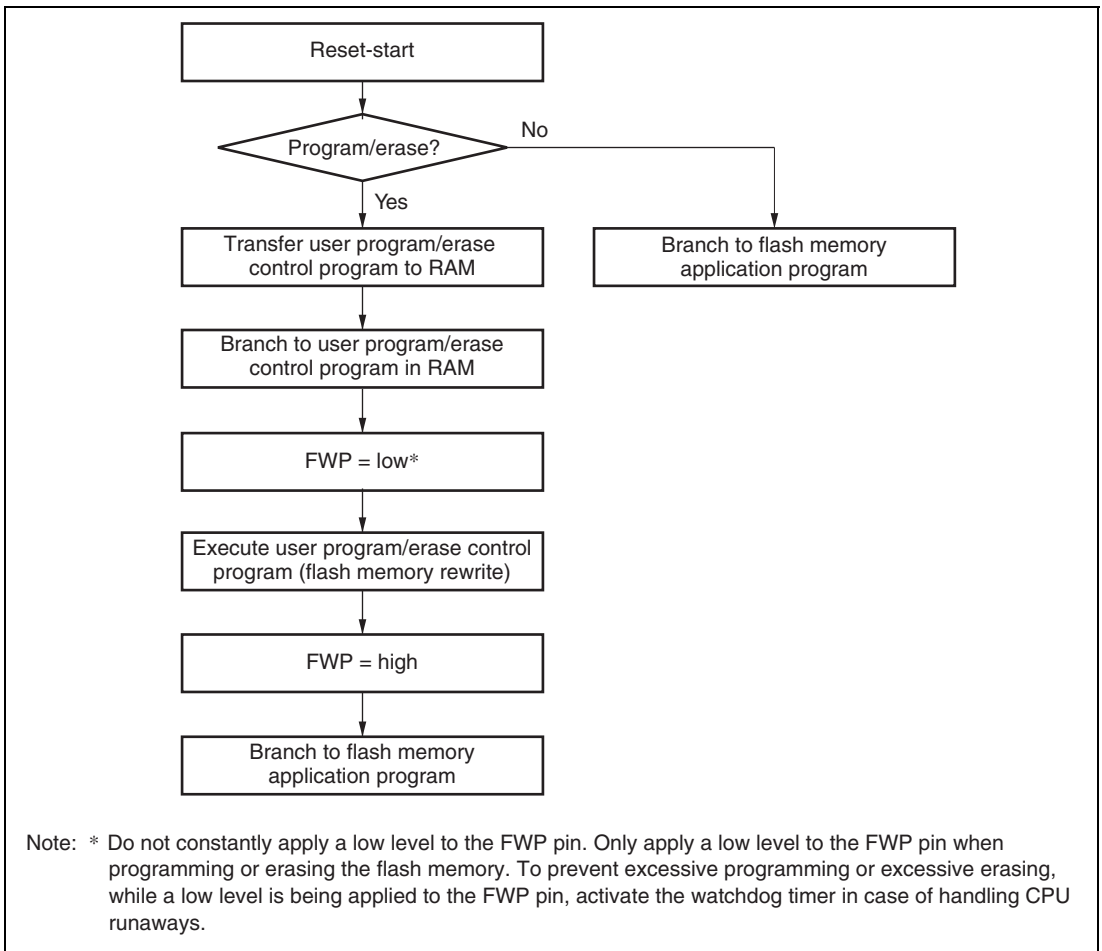 Reset-start
Program/erase?
No
Yes
Transfer user program/erase
control program to RAM
Branch to flash memory
application program
Branch to user program/erase
control program in RAM
FWP = low*
Execute user program/erase control
program (flash memory rewrite)
FWP = high
Branch to flash memory
application program
Note: * Do not constantly apply a low level to the FWP pin. Only apply a low level to the FWP pin when
programming or erasing the flash memory. To prevent excessive programming or excessive erasing,
while a low level is being applied to the FWP pin, activate the watchdog timer in case of handling CPU
runaways.